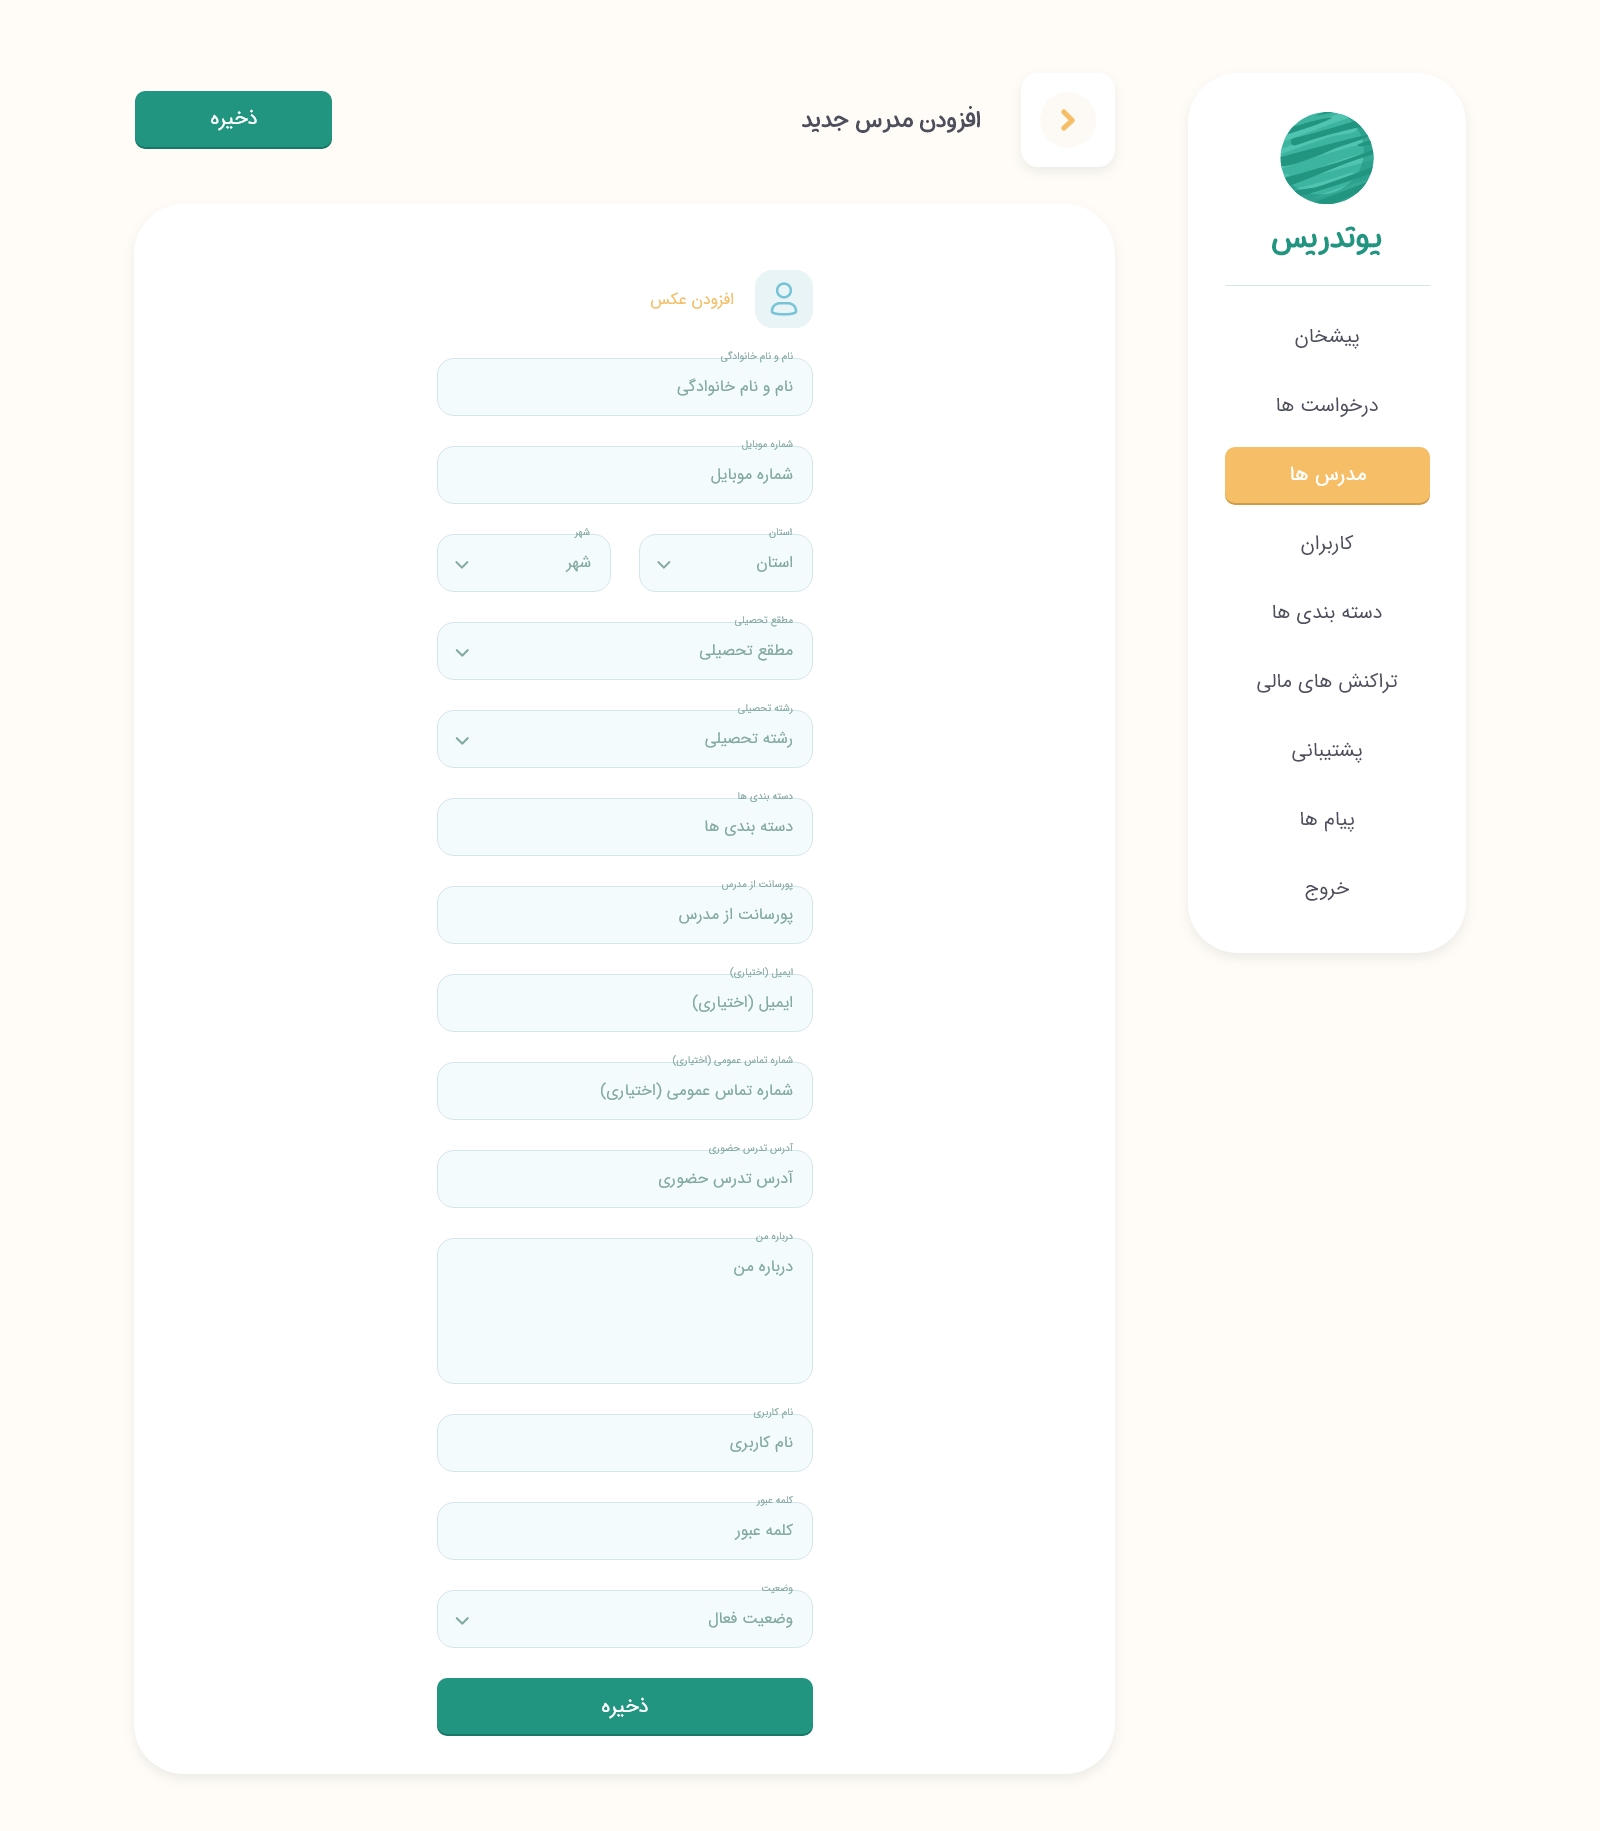 یوتدریس
پیشخان
درخواست ها
مدرس ها
کاربران
دسته بندی ها
تراکنش های مالی
پشتیبانی
پیام ها
خروج
افزودن مدرس جدید
ذخیره
افزودن عکس
نام و نام خانوادگی
نام و نام خانوادگی
شماره موبایل
شماره موبایل
استان
استان
شهر
شهر
مطقع تحصیلی
مطقع تحصیلی
رشته تحصیلی
رشته تحصیلی
دسته بندی ها
دسته بندی ها
پورسانت از مدرس
پورسانت از مدرس
ایمیل (اختیاری)
ایمیل (اختیاری)
شماره تماس عمومی (اختیاری)
شماره تماس عمومی (اختیاری)
آدرس تدرس حضوری
آدرس تدرس حضوری
درباره من
درباره من
نام کاربری
نام کاربری
کلمه عبور
کلمه عبور
وضعیت
وضعیت فعال
ذخیره